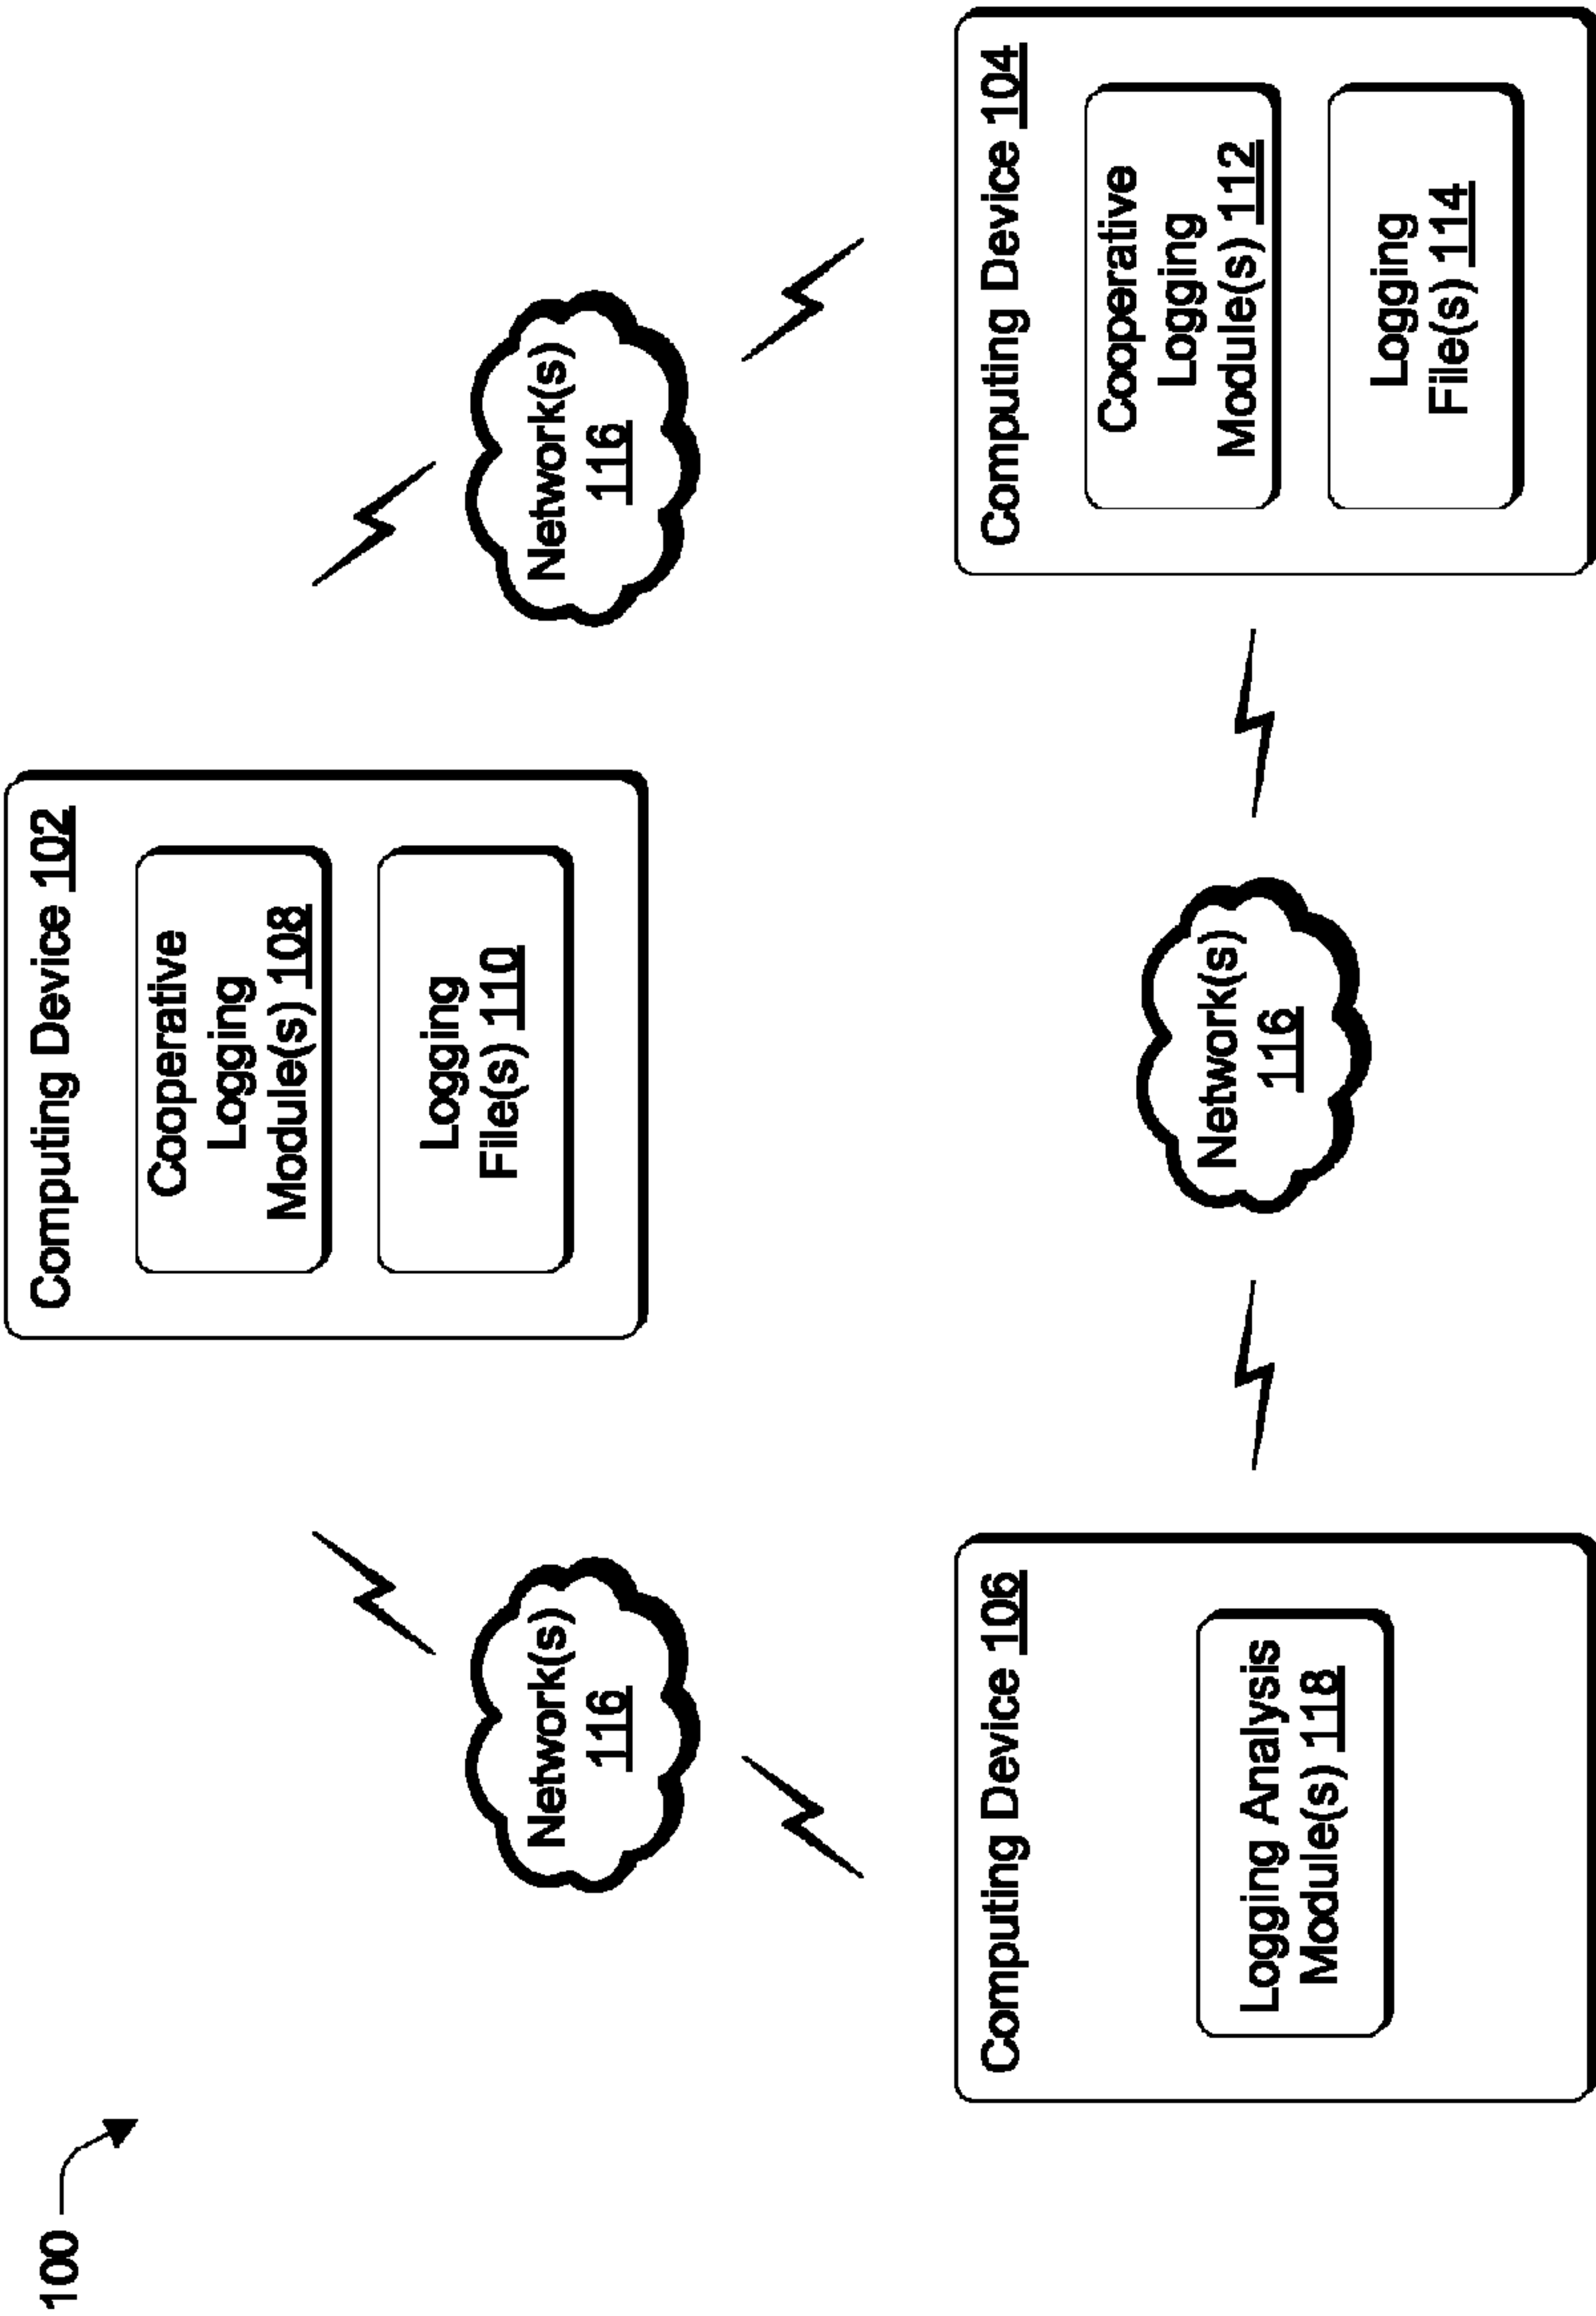 100
Computing Device 102
Cooperative
Logging
Module(s) 108
Logging
File(s) 110
Network(s)
116
Network(s)
116
Computing Device 106
Logging Analysis
Module(s) 118
Network(s)
116
Computing Device 104
Cooperative
Logging
Module(s) 112
Logging
File(s) 114